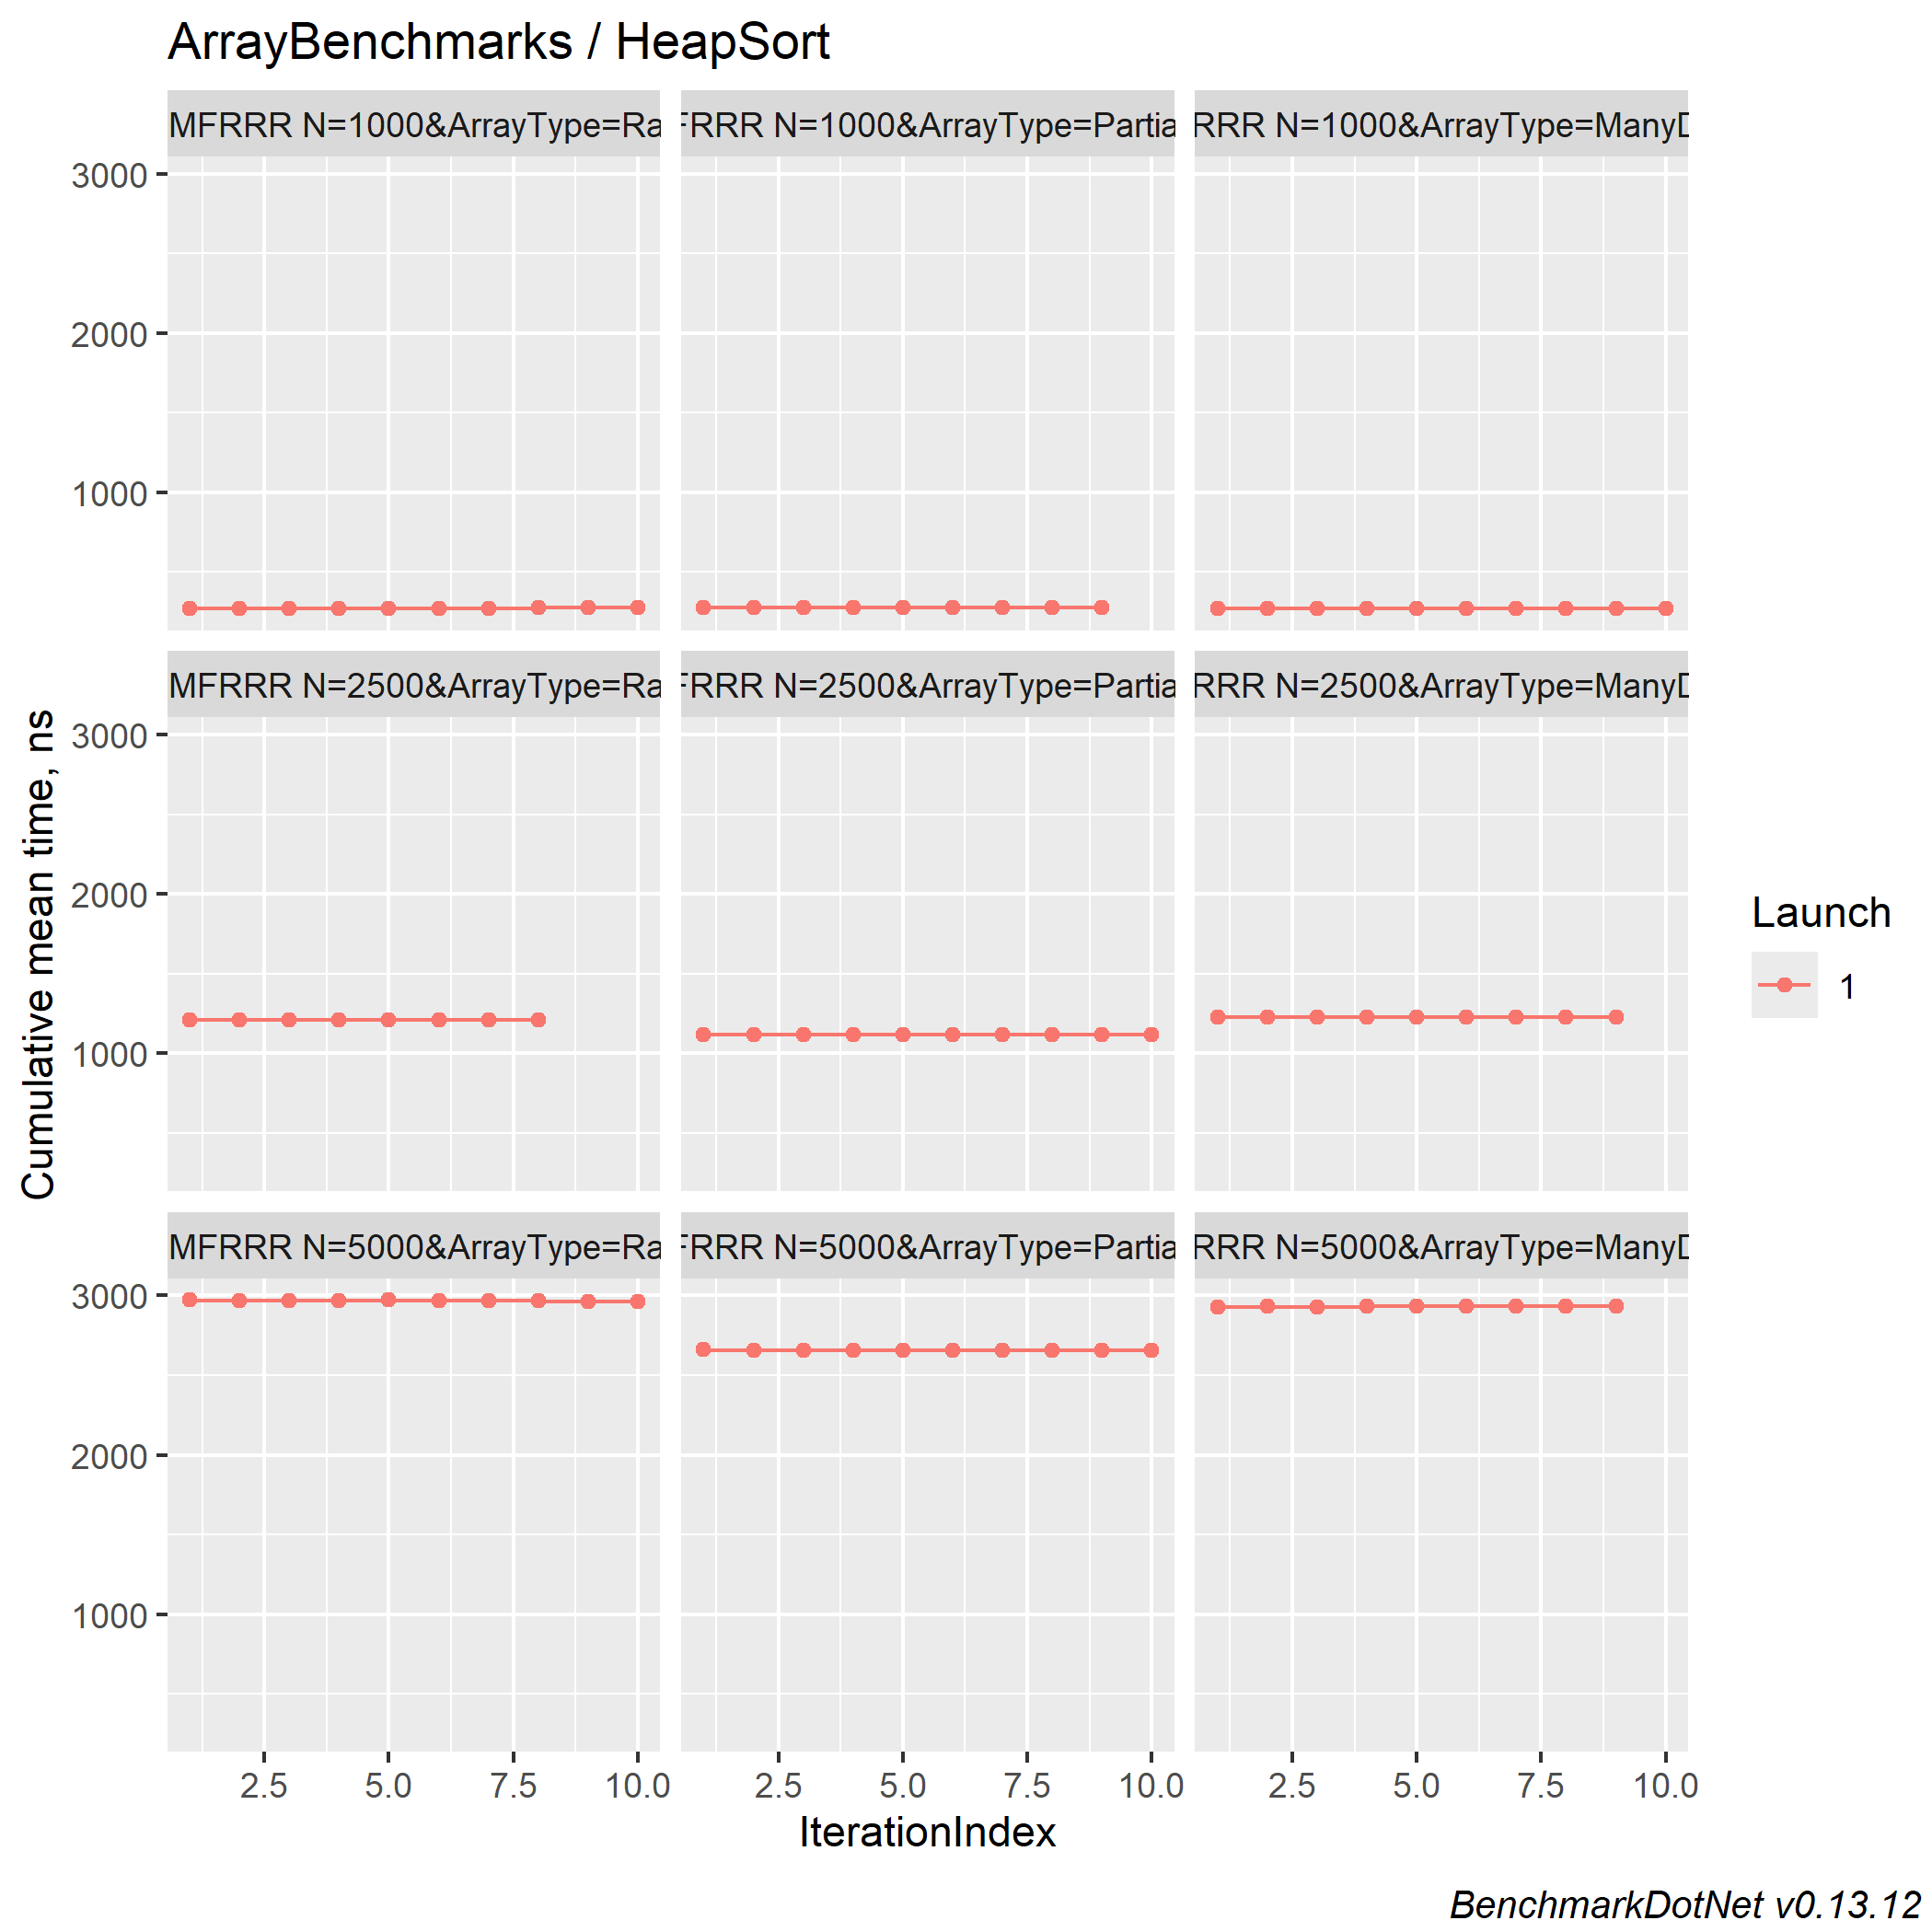 ArrayBenchmarks / HeapSort
MFRRR N=1000&ArrayType=Ra
FRRR N=1000&ArrayType=Partia
RRR N=1000&ArrayType=ManyD
3000
2000
1000
MFRRR N=2500&ArrayType=Ra
FRRR N=2500&ArrayType=Partia
RRR N=2500&ArrayType=ManyD
3000
2000
1000
MFRRR N=5000&ArrayType=Ra
FRRR N=5000&ArrayType=Partia
RRR N=5000&ArrayType=ManyD
3000
2000
1000
Cumulative mean time, ns
2.5 5.0 7.5 10.0
2.5 5.0 7.5 10.0
2.5 5.0 7.5 10.0
IterationIndex
Launch
1
BenchmarkDotNet v0.13.12